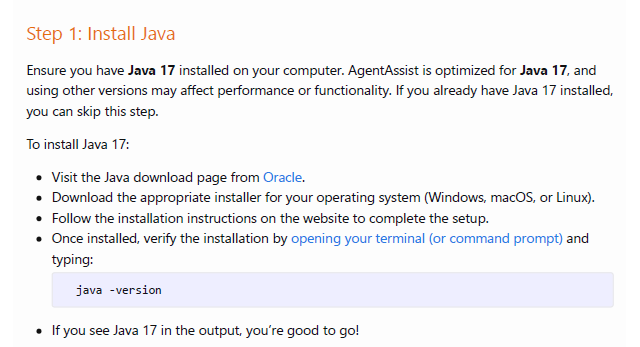 Step 1: Install Java
Ensure you have Java 17 installed on your computer. AgentAssist is optimized for Java 17, and
using other versions may affect performance or functionality. If you already have Java 17 installed,
you can skip this step.
To install Java 17:
• Visit the Java download page from Oracle.
• Download the appropriate installer for your operating system (Windows, macOS, or Linux).
• Follow the installation instructions on the website to complete the setup.
• Once installed, verify the installation by opening your terminal (or command prompt) and
typing:
java -version
• If you see Java 17 in the output, you’re good to go!